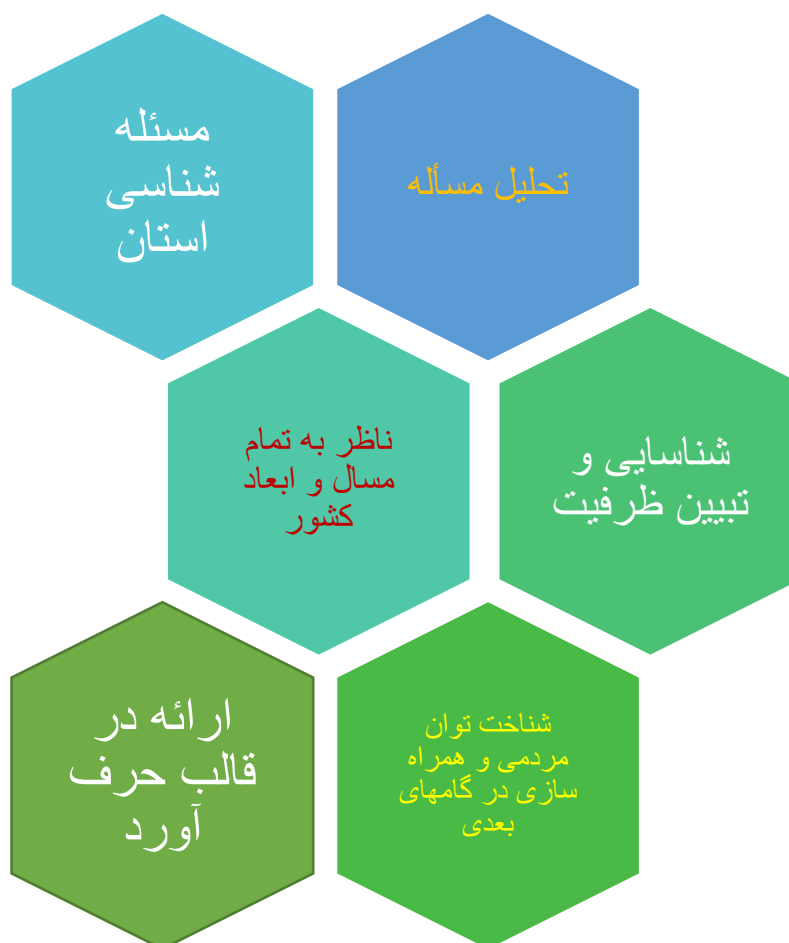 تحلیل مسأله
مسئله
شناسی
استان
شناسایی و
تبیین ظرفیت
ناظر به تمام
مسال و ابعاد
کشور
شناخت توان
مردمی و همراه
سازی در گامهای
بعدی
ارائه در
قالب حرف
آورد